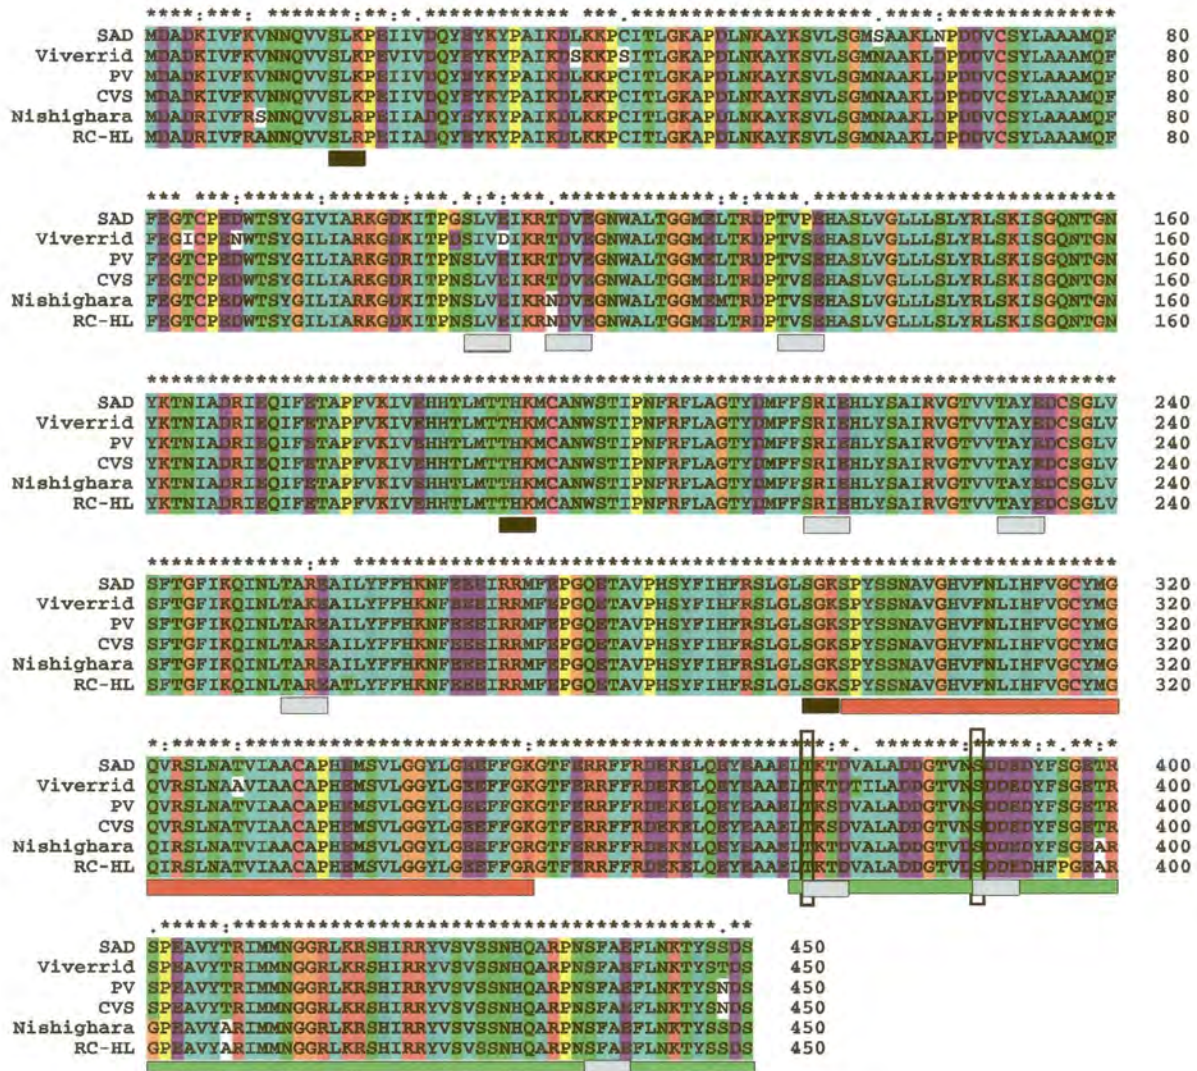 ****:***: *******:****.************ ***.********************.****:**************
SAD MDADKIVFKVNNQVVSLKPEIIVDQYEYKYPAIKDLKKPCITLGKAPDLNKAYKSVLSGMSAAKLNPDDVCSYLAAAMQF 80
Viverrid MDADKIVFKVNNQVVSLKPEIIVDQYEYKYPAIKDSKKPSITLGKAPDLNKAYKSVLSGMNAAKLDPDDVCSYLAAAMQF 80
PV MDADKIVFKVNNQVVSLKPEIIVDQYEYKYPAIKDLKKPCITLGKAPDLNKAYKSVLSGMNAAKLDPDDVCSYLAAAMQF 80
CVS MDADKIVFKVNNQVVSLKPEIIVDQYEYKYPAIKDLKKPCITLGKAPDLNKAYKSVLSGMNAAKLDPDDVCSYLAAAMQF 80
Nishighara MDADRIVFRSNNQVVSLRPEIIADQYEYKYPAIKDLKKPCITLGKAPDLNKAYKSVLSGMNAAKLDPDDVCSYLAAAMQF 80
RC-HL MDADRIVFKANNQVVSLKPEIIADQYEYKYPAIKDLKKPCITLGKAPDLNKAYKSVLSGMNAAKLDPDDVCSYLAAAMQF 80
*** ***:******:******:***.*:*:***.*************:*:****.*************************
SAD FEGTCPEDWTSYGIVIARKGDKITPGSLVEIKRTDVEGNWALTGGMELTRDPTVPEHASLVGLLLSLYRLSKISGQNTGN 160
Viverrid FEGICPENWTSYGILIARKGDKITPDSIVDIKRTDVEGNWALTGGMELTKDPTVSEHASLVGLLLSLYRLSKISGQNTGN 160
PV FEGTCPEDWTSYGILIARKGDRITPNSLVEIKRTDVEGNWALTGGMELTRDPTVSEHASLVGLLLSLYRLSKISGQNTGN 160
CVS FEGTCPEDWTSYGILIARKGDKITPNSLVEIKRTDVEGNWALTGGMELTRDPTVSEHASLVGLLLSLYRLSKISGQNTGN 160
Nishighara FEGTCPEDWTSYGILIARKGDKITPNSLVEIKRNDVEGNWALTGGMEMTRDPTVSEHASLVGLLLSLYRLSKISGQNTGN 160
RC-HL FEGTCPEDWTSYGILIARKGDKITPNSLVEIKRNDVEGNWALTGGMELTRDPTVSEHASLVGLLLSLYRLSKISGQNTGN 160
********************************************************************************
SAD YKTNIADRIEQIFETAPFVKIVEHHTLMTTHKMCANWSTIPNFRFLAGTYDMFFSRIEHLYSAIRVGTVVTAYEDCSGLV 240
Viverrid YKTNIADRIEQIFETAPFVKIVEHHTLMTTHKMCANWSTIPNFRFLAGTYDMFFSRIEHLYSAIRVGTVVTAYEDCSGLV 240
PV YKTNIADRIEQIFETAPFVKIVEHHTLMTTHKMCANWSTIPNFRFLAGTYDMFFSRIEHLYSAIRVGTVVTAYEDCSGLV 240
CVS YKTNIADRIEQIFETAPFVKIVEHHTLMTTHKMCANWSTIPNFRFLAGTYDMFFSRIEHLYSAIRVGTVVTAYEDCSGLV 240
Nishighara YKTNIADRIEQIFETAPFVKIVEHHTLMTTHKMCANWSTIPNFRFLAGTYDMFFSRIEHLYSAIRVGTVVTAYEDCSGLV 240
RC-HL YKTNIADRIEQIFETAPFVKIVEHHTLMTTHKMCANWSTIPNFRFLAGTYDMFFSRIEHLYSAIRVGTVVTAYEDCSGLV 240
*************:** ***************************************************************
SAD SFTGFIKQINLTAREAILYFFHKNFEEEIRRMFEPGQETAVPHSYFIHFRSLGLSGKSPYSSNAVGHVFNLIHFVGCYMG 320
Viverrid SFTGFIKQINLTAKEAILYFFHKNFEEEIRRMFEPGQETAVPHSYFIHFRSLGLSGKSPYSSNAVGHVFNLIHFVGCYMG 320
PV SFTGFIKQINLTAREAILYFFHKNFEEEIRRMFEPGQETAVPHSYFIHFRSLGLSGKSPYSSNAVGHVFNLIHFVGCYMG 320
CVS SFTGFIKQINLTAREAILYFFHKNFEEEIRRMFEPGQETAVPHSYFIHFRSLGLSGKSPYSSNAVGHVFNLIHFVGCYMG 320
Nishighara SFTGFIKQINLTAREAILYFFHKNFEEEIRRMFEPGQETAVPHSYFIHFRSLGLSGKSPYSSNAVGHVFNLIHFVGCYMG 320
RC-HL SFTGFIKQINLTAREATLYFFHKNFEEEIRRMFEPGQETAVPHSYFIHFRSLGLSGKSPYSSNAVGHVFNLIHFVGCYMG 320
*:*****:***********************:************************:*. *******:*****:*.**:*
SAD QVRSLNATVIAACAPHEMSVLGGYLGEEFFGKGTFERRFFRDEKELQEYEAAELTKTDVALADDGTVNSDDEDYFSGETR 400
Viverrid QVRSLNAAVIAACAPHEMSVLGGYLGEEFFGKGTFERRFFRDEKELQEYEAAELTKTDTILADDGTVNSDDEDYFSGETR 400
PV QVRSLNATVIAACAPHEMSVLGGYLGEEFFGKGTFERRFFRDEKELQEYEAAELTKSDVALADDGTVNSDDEDYFSGETR 400
CVS QVRSLNATVIAACAPHEMSVLGGYLGEEFFGKGTFERRFFRDEKELQEYEAAELTKSDVALADDGTVNSDDEDYFSGETR 400
Nishighara QIRSLNATVIAACAPHEMSVLGGYLGEEFFGRGTFERRFFRDEKELQEYEAAELTKTDVALADDGTVNSDDEDYFSGEAR 400
RC-HL QIRSLNATVIAACAPHEMSVLGGYLGEEFFGRGTFERRFFRDEKELQEYEAAELTKTDVALADDGTVDSDDEDHFPGEAR 400
.*****:****************************************.**
SAD SPEAVYTRIMMNGGRLKRSHIRRYVSVSSNHQARPNSFAEFLNKTYSSDS 450
Viverrid SPEAVYTRIMMNGGRLKRSHIRRYVSVSSNHQARPNSFAEFLNKTYSTDS 450
PV SPEAVYTRIMMNGGRLKRSHIRRYVSVSSNHQARPNSFAEFLNKTYSNDS 450
CVS SPEAVYTRIMMNGGRLKRSHIRRYVSVSSNHQARPNSFAEFLNKTYSNDS 450
Nishighara GPEAVYARIMMNGGRLKRSHIRRYVSVSSNHQARPNSFAEFLNKTYSSDS 450
RC-HL GPEAVYARIMMNGGRLKRSHIRRYVSVSSNHQARPNSFAEFLNKTYSSDS 450